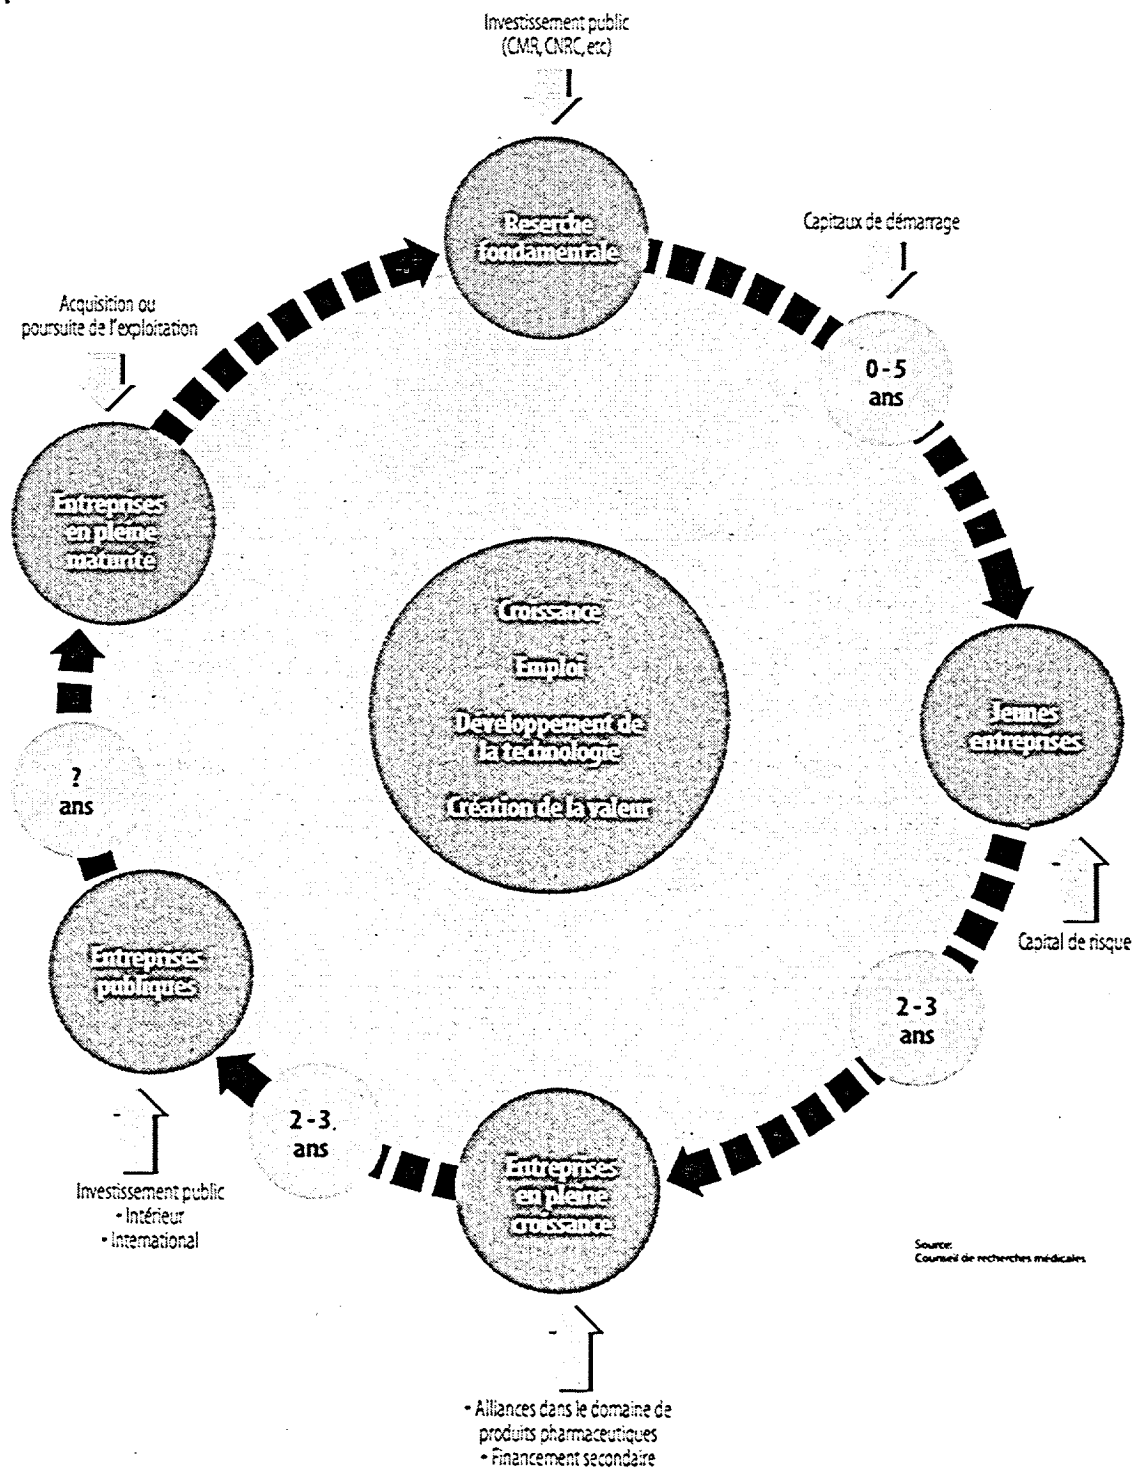 Investissement public
(CMR, CNRC, etc)
Reserche
fondamentale
Capitaux de démarrage
0-5
ans
Acquisition ou
poursuite de l'exploitation
Entreprises
en pleine
maturité
Croissance
Emploi
Développement de
la technologie
Création de la valeur
Jeunes
entreprises
Capital de risque
?
ans
Entreprises
publiques
2-3
ans
2-3
ans
Entreprises
en pleine
croissance
Investissement public
• Intérieur
• International
Source:
Counseil de recherches médicales
• Alliances dans le domaine de
produits pharmaceutiques
• Financement secondaire